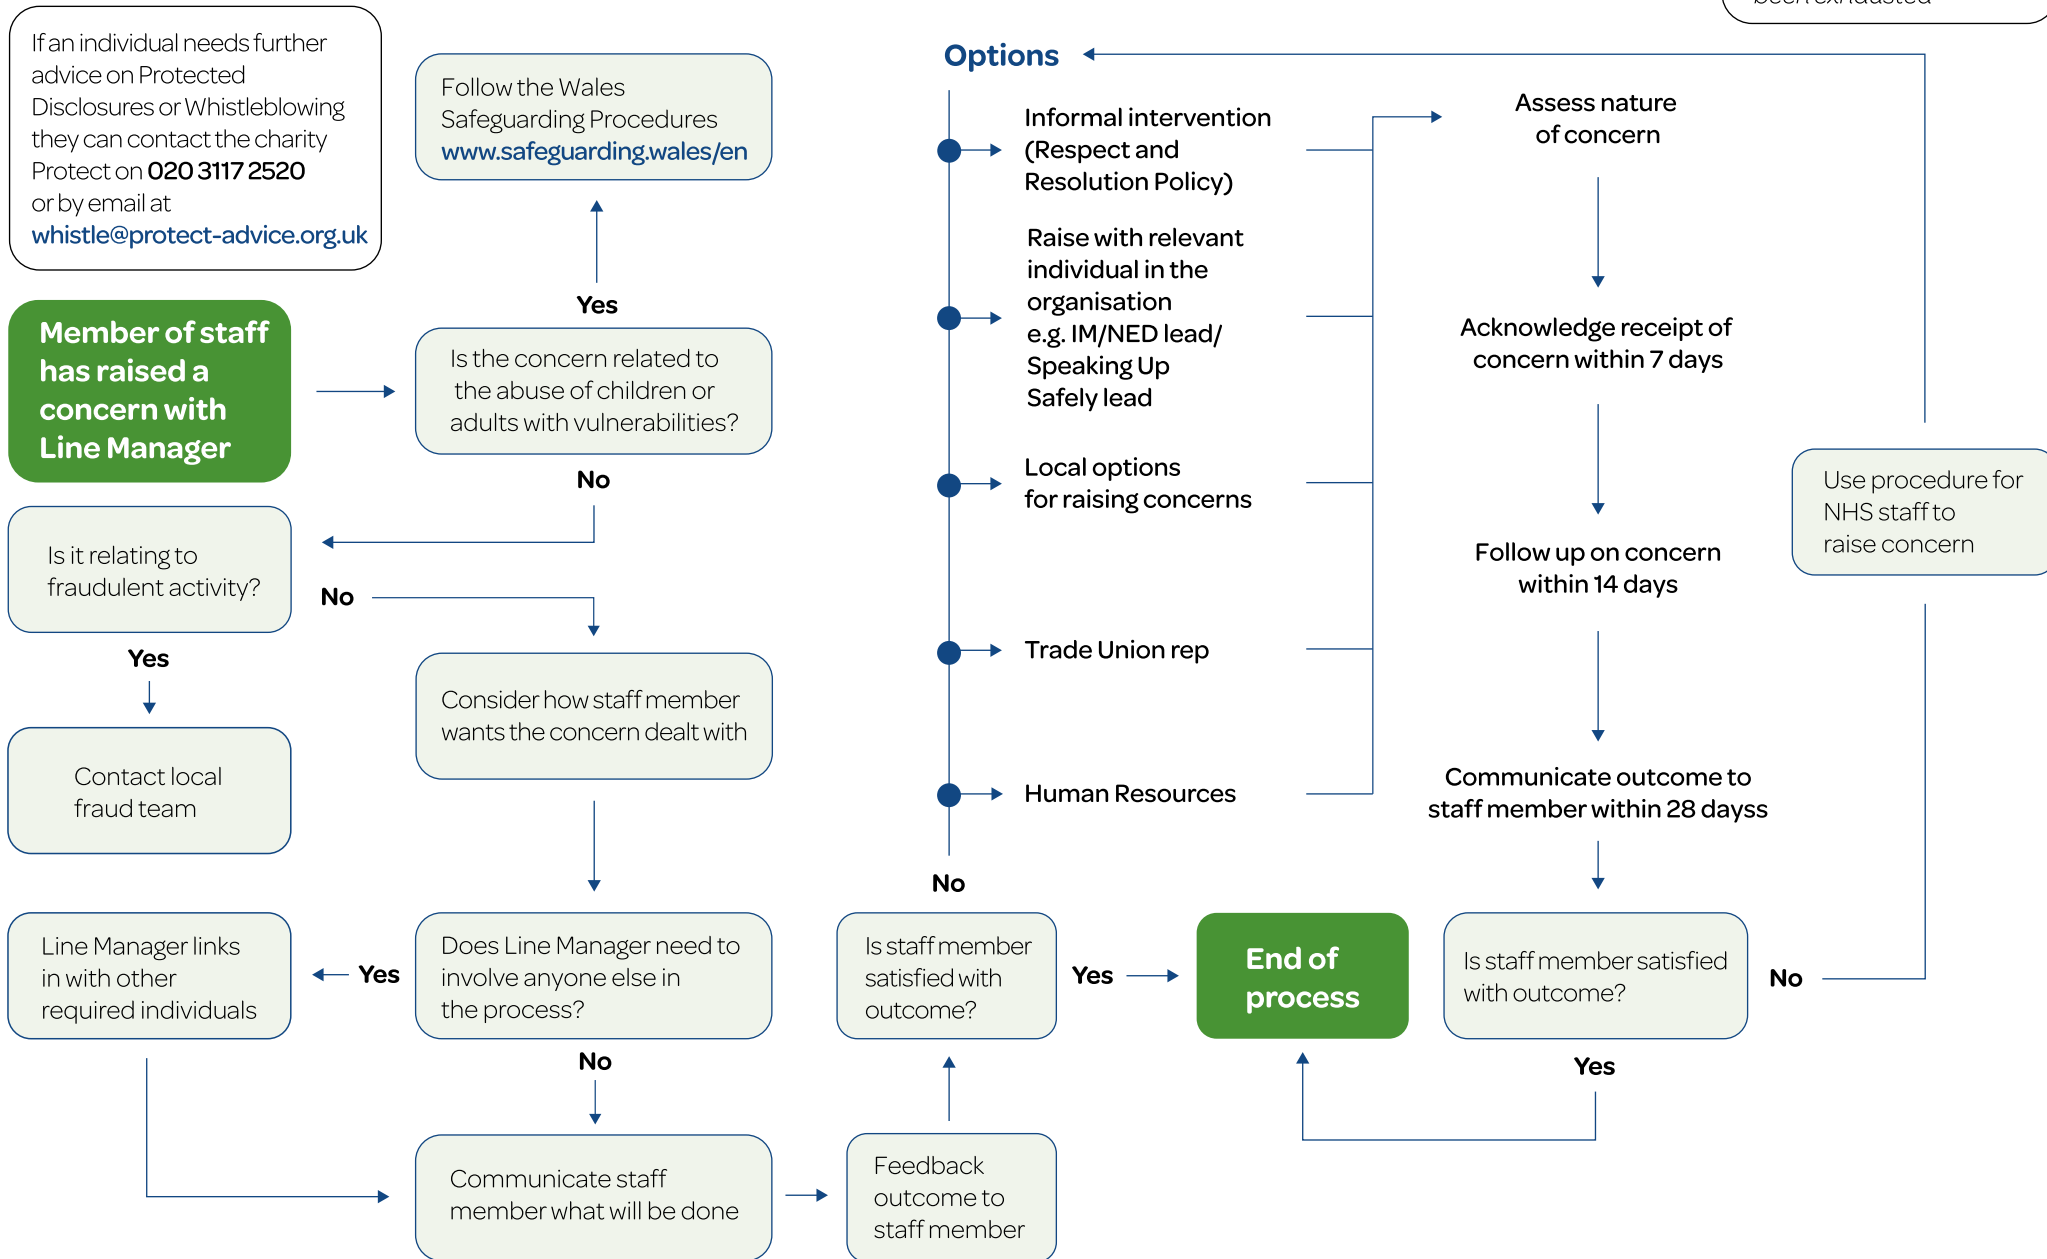 been exhausted
If an individual needs further
advice on Protected
Disclosures or Whistleblowing
they can contact the charity
Protect on 020 3117 2520
or by email at
whistle@protect-advice.org.uk
Follow the Wales
Safeguarding Procedures
www.safeguarding.wales/en
Yes
Member of staff
has raised a
concern with
Line Manager
Is the concern related to
the abuse of children or
adults with vulnerabilities?
No
Is it relating to
fraudulent activity?
No
Yes
Contact local
fraud team
Consider how staff member
wants the concern dealt with
Line Manager links
in with other
required individuals
Yes
Does Line Manager need to
involve anyone else in
the process?
No
Communicate staff
member what will be done
Feedback
outcome to
staff member
Is staff member
satisfied with
outcome?
Yes
No
Options
Informal intervention
(Respect and
Resolution Policy)
Raise with relevant
individual in the
organisation
e.g. IM/NED lead/
Speaking Up
Safely lead
Local options
for raising concerns
Trade Union rep
Human Resources
Assess nature
of concern
Acknowledge receipt of
concern within 7 days
Follow up on concern
within 14 days
Communicate outcome to
staff member within 28 dayss
Is staff member satisfied
with outcome?
No
Yes
End of
process
Use procedure for
NHS staff to
raise concern